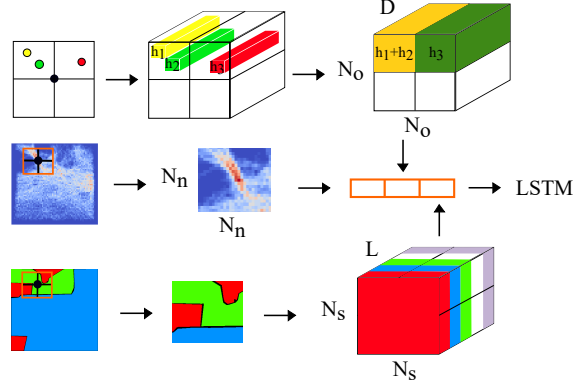 D
h₁
h₂
h₃
h₁+h₂ h₃
Nₒ
Nₒ
Nₙ
Nₙ
LSTM
L
Nₛ
Nₛ